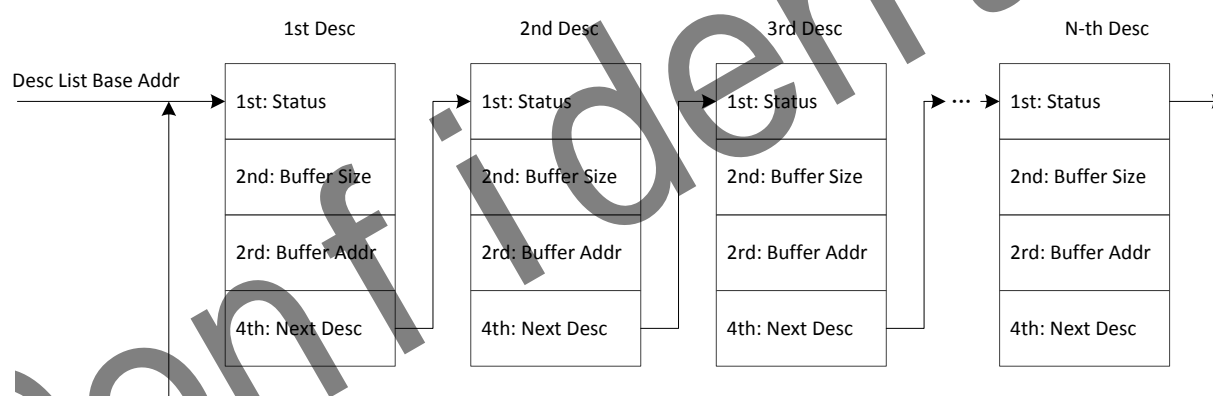 1st Desc
2nd Desc
3rd Desc
N-th Desc
Desc List Base Addr
1st: Status
1st: Status
1st: Status
...
1st: Status
2nd: Buffer Size
2nd: Buffer Size
2nd: Buffer Size
2nd: Buffer Size
2rd: Buffer Addr
2rd: Buffer Addr
2rd: Buffer Addr
2rd: Buffer Addr
4th: Next Desc
4th: Next Desc
4th: Next Desc
4th: Next Desc